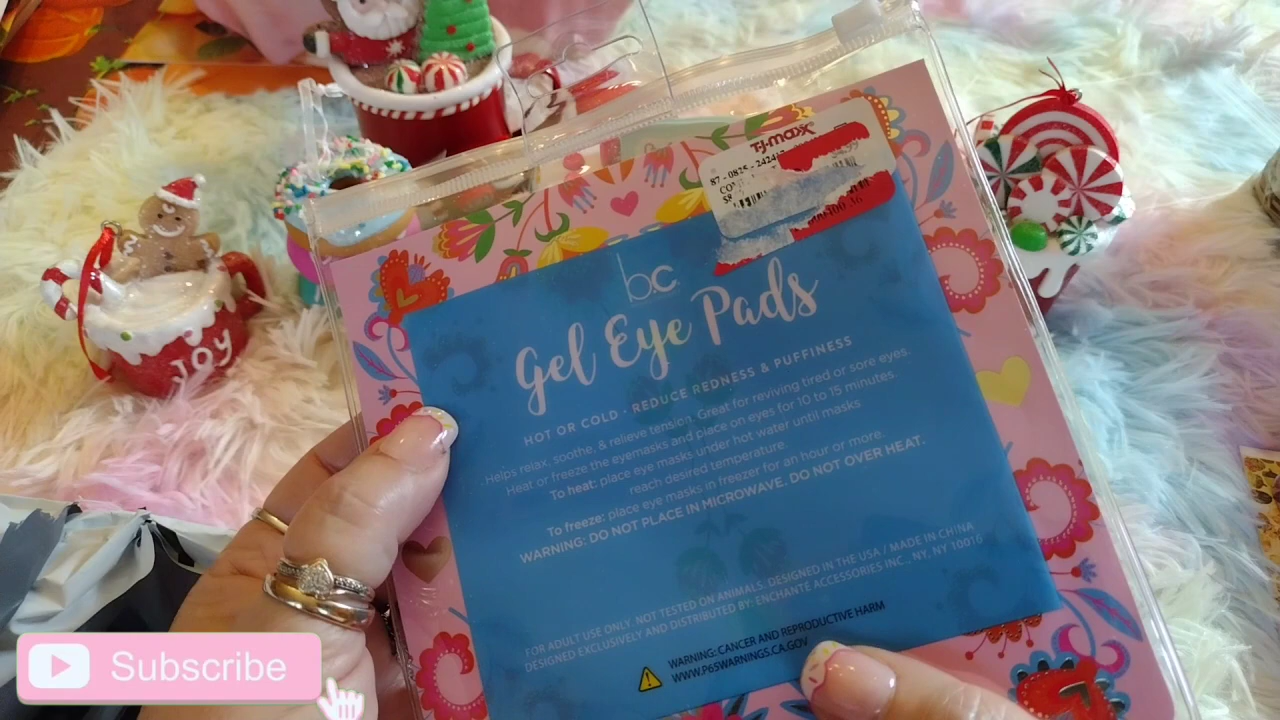 TJ-maxx
87 - 0825 - 242417
bc
Gel Eye Pads
HOT OR COLD · REDUCE REDNESS & PUFFINESS
Helps relax, soothe, & relieve tension. Great for reviving tired or sore eyes.
Heat or freeze the eyemasks and place on eyes for 10 to 15 minutes.
To heat: place eye masks under hot water until masks
reach desired temperature.
To freeze: place eye masks in freezer for an hour or more.
WARNING: DO NOT PLACE IN MICROWAVE. DO NOT OVER HEAT.
FOR ADULT USE ONLY. NOT TESTED ON ANIMALS. DESIGNED IN THE USA / MADE IN CHINA
DESIGNED EXCLUSIVELY AND DISTRIBUTED BY: ENCHANTE ACCESSORIES INC., NY, NY 10016
WARNING: CANCER AND REPRODUCTIVE HARM
WWW.P65WARNINGS.CA.GOV
JOY
Subscribe